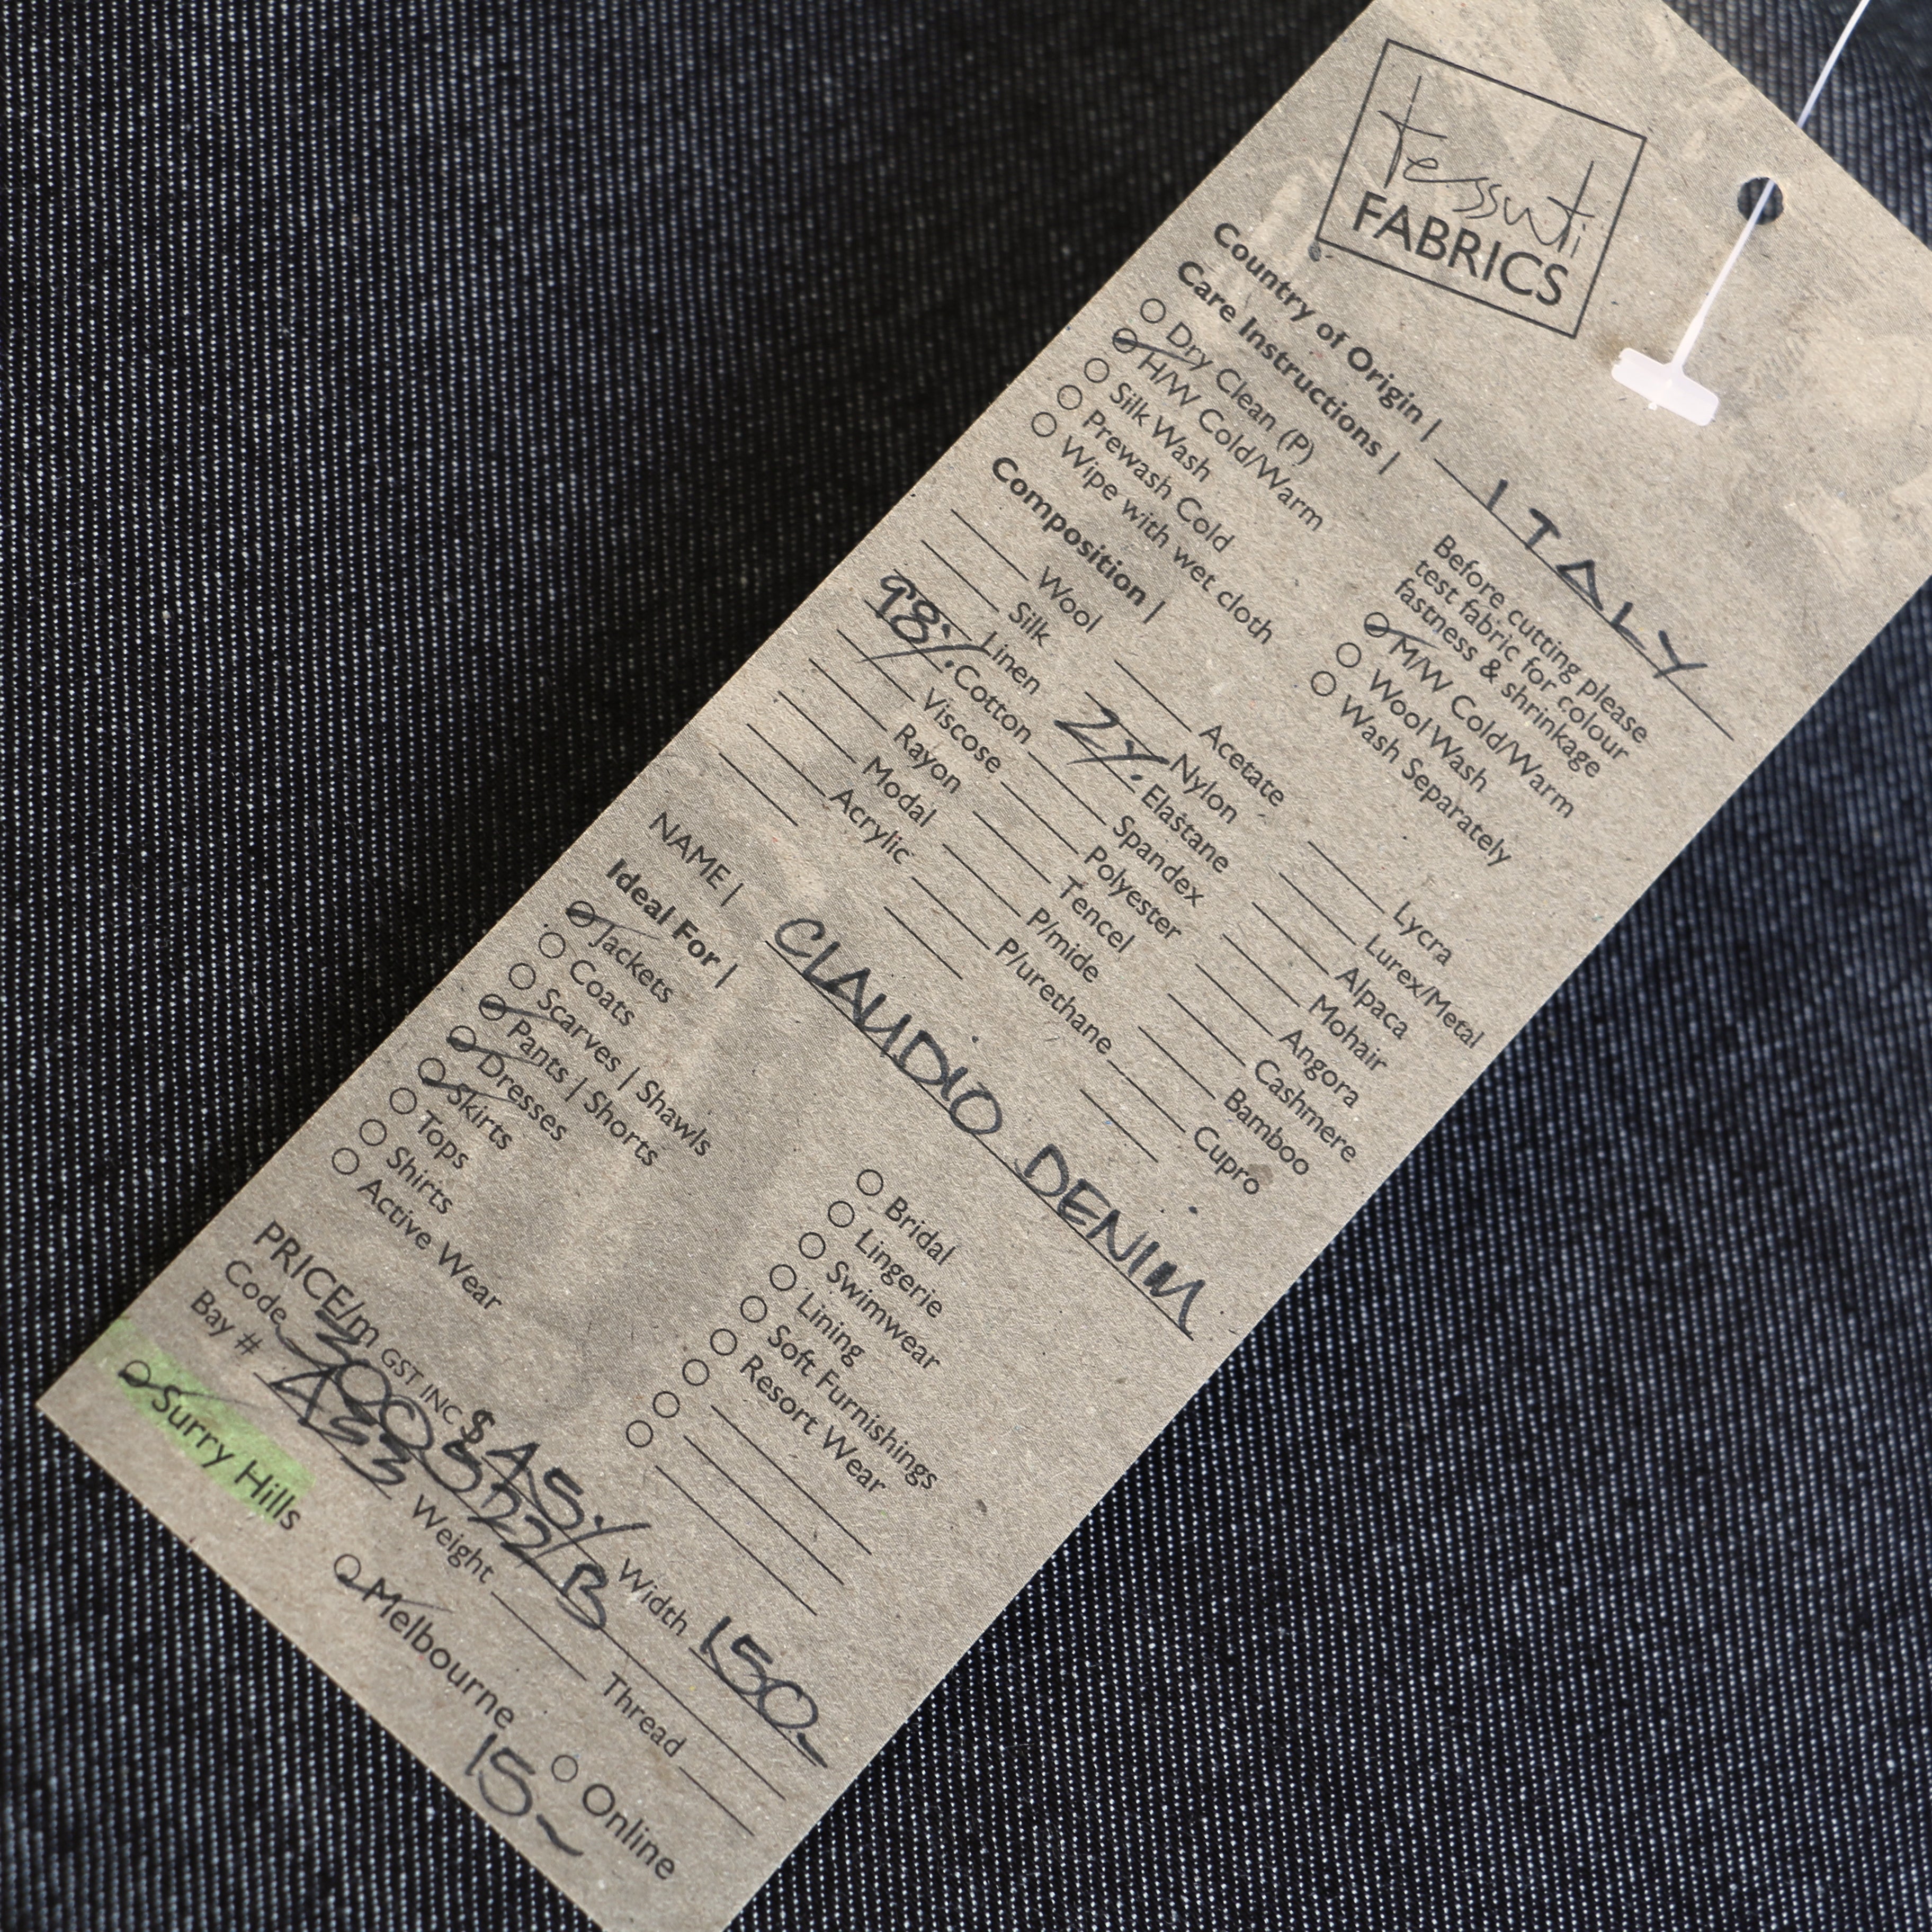 tessuti
FABRICS
Country of Origin | ITALY
Care Instructions |
Dry Clean (P)
H/W Cold/Warm
Silk Wash
Prewash Cold
Wipe with wet cloth
Before cutting please
test fabric for colour
fastness & shrinkage
M/W Cold/Warm
Wool Wash
Wash Separately
Composition |
Wool
Silk
Linen
98% Cotton
Viscose
Rayon
Modal
Acrylic
Acetate
Nylon
2% Elastane
Spandex
Polyester
Tencel
P/mide
P/urethane
Lycra
Lurex/Metal
Alpaca
Mohair
Angora
Cashmere
Bamboo
Cupro
NAME | CLAUDIO DENIM
Ideal For |
Jackets
Coats
Scarves | Shawls
Pants | Shorts
Dresses
Skirts
Tops
Shirts
Active Wear
Bridal
Lingerie
Swimwear
Lining
Soft Furnishings
Resort Wear
PRICE/m GST INC $45 Width 150
Code
Bay # 433 Weight Thread
Surry Hills Melbourne Online
15